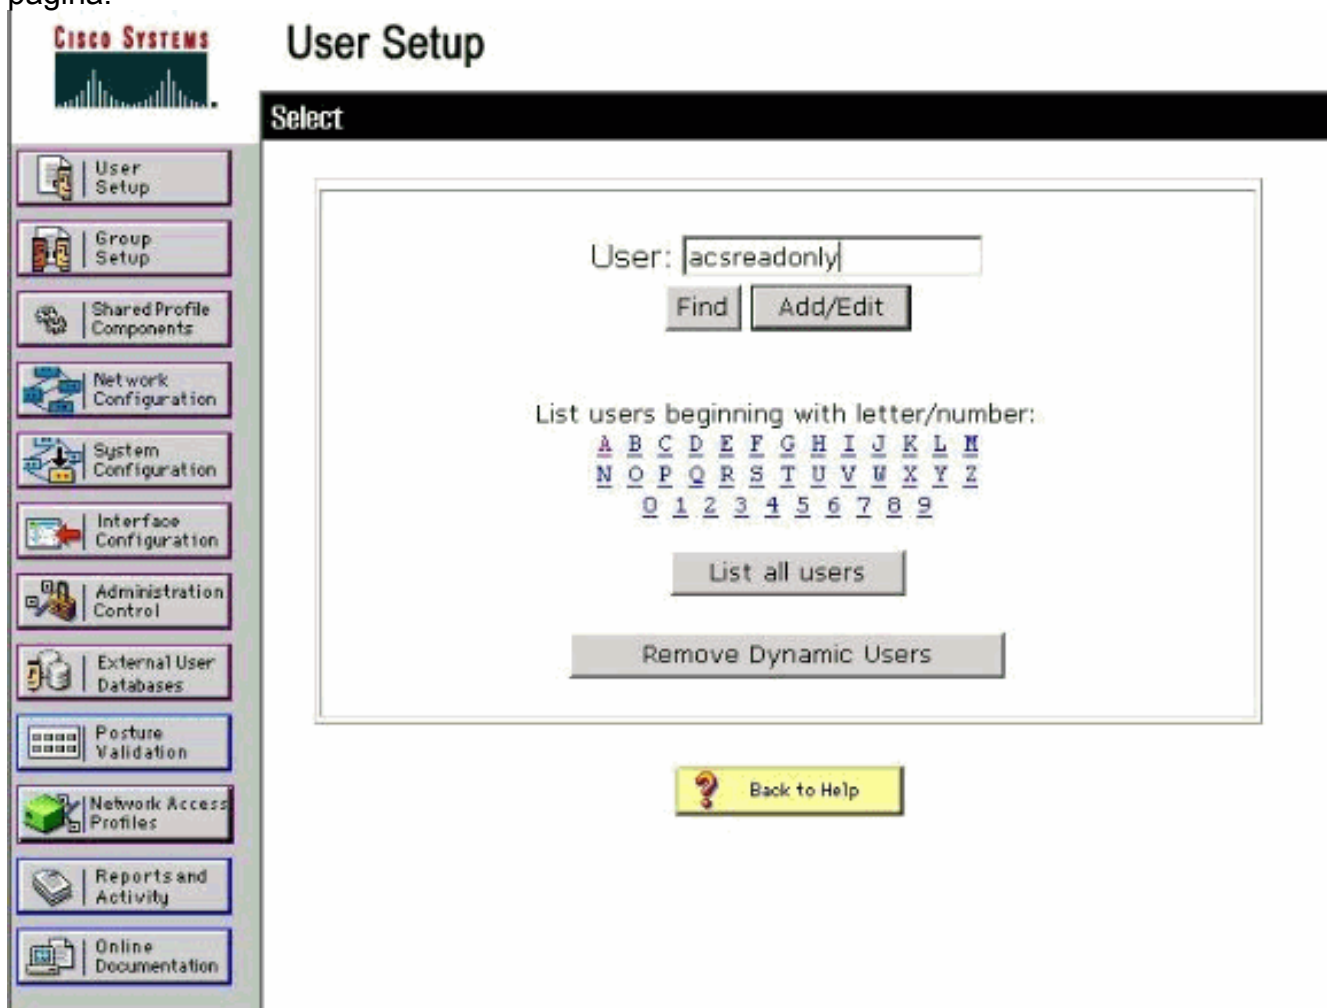 pagina.
CISCO SYSTEMS
User Setup
Select
User
Setup
Group
Setup
Shared Profile
Components
Network
Configuration
System
Configuration
Interface
Configuration
Administration
Control
External User
Databases
Posture
Validation
Network Access
Profiles
Reports and
Activity
Online
Documentation
User: acsreadonly
Find Add/Edit
List users beginning with letter/number:
A B C D E F G H I J K L M
N O P Q R S T U V W X Y Z
0 1 2 3 4 5 6 7 8 9
List all users
Remove Dynamic Users
? Back to Help